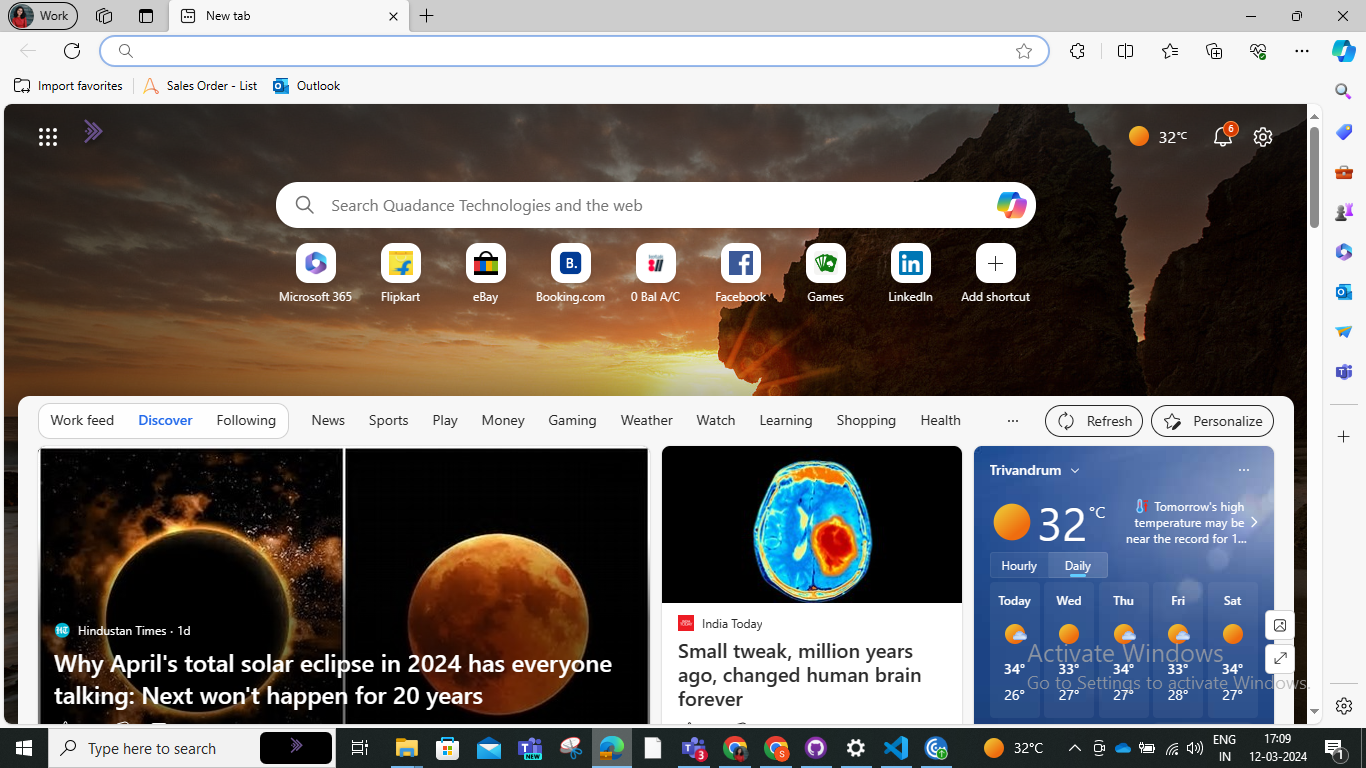 Work
New tab
Import favorites
Sales Order - List
Outlook
32°C
6
Search Quadance Technologies and the web
Microsoft 365
Flipkart
eBay
B.
Booking.com
0 Bal A/C
Facebook
Games
LinkedIn
Add shortcut
Work feed
Discover
Following
News
Sports
Play
Money
Gaming
Weather
Watch
Learning
Shopping
Health
...
Refresh
Personalize
Hindustan Times · 1d
Why April's total solar eclipse in 2024 has everyone
talking: Next won't happen for 20 years
India Today
Small tweak, million years
ago, changed human brain
forever
Trivandrum
32 °C
Tomorrow's high
temperature may be
near the record for 1...
Hourly
Daily
Today
Wed
Thu
Fri
Sat
34°
33°
34°
33°
34°
26°
27°
27°
28°
27°
Activate Windows
Go to Settings to activate Windows.
Type here to search
NEW
3
32°C
ENG
IN
17:09
12-03-2024
1